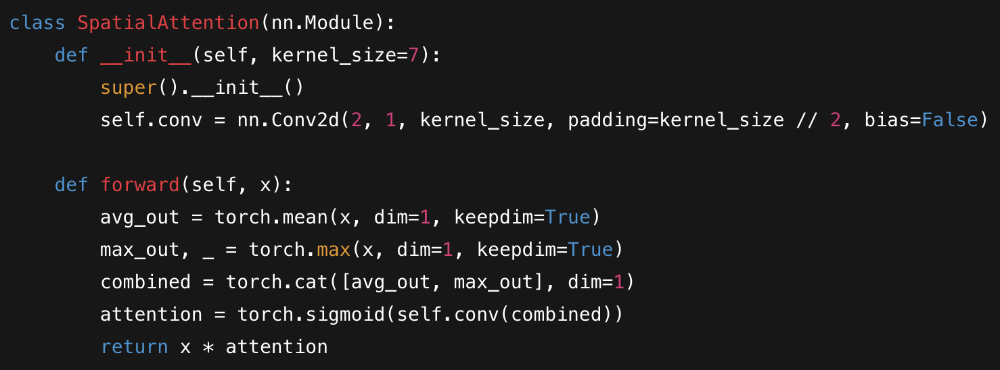 class SpatialAttention(nn.Module):
    def __init__(self, kernel_size=7):
        super().__init__()
        self.conv = nn.Conv2d(2, 1, kernel_size, padding=kernel_size // 2, bias=False)

    def forward(self, x):
        avg_out = torch.mean(x, dim=1, keepdim=True)
        max_out, _ = torch.max(x, dim=1, keepdim=True)
        combined = torch.cat([avg_out, max_out], dim=1)
        attention = torch.sigmoid(self.conv(combined))
        return x * attention